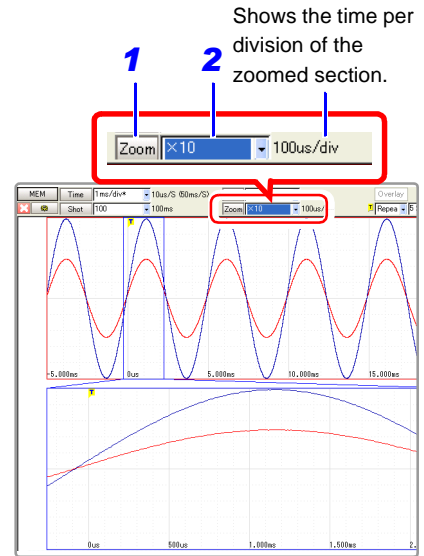 Shows the time per
division of the
zoomed section.
1
2
Zoom ×10 100us/div
MEM Time 1ms/div* 10us/S (50ms/S) Overlay
Shot 100 100ms Zoom ×10 100us/ T Repea 5
T
-5.000ms 0us 5.000ms 10.000ms 15.000ms
T
0us 500us 1.000ms 1.500ms 2.